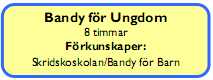 Bandy för Ungdom
8 timmar
Förkunskaper:
Skridskoskolan/Bandy för Barn